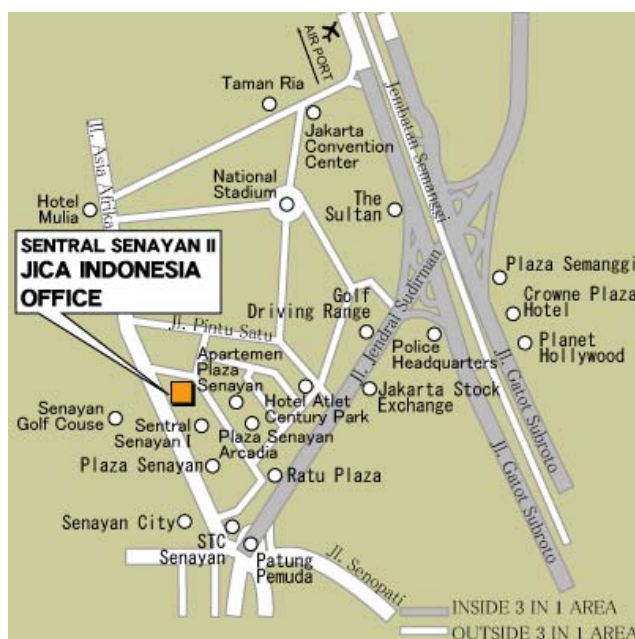 AIR PORT
Taman Ria
Jakarta
Convention
Center
Jl. Asia Afrika
Jembatan Semanggi
National
Stadium
Hotel
Mulia
The
Sultan
SENTRAL SENAYAN II
JICA INDONESIA
OFFICE
Plaza Semanggi
Crowne Plaza
Hotel
Planet
Hollywood
Golf
Driving Range
Jl. Jendral Sudirman
Police
Headquarters
Jl. Pintu Satu
Apartemen
Plaza
Senayan
Hotel Atlet
Century Park
Jakarta Stock
Exchange
Jl. Gatot Subroto
Jl. Gatot Subroto
Senayan
Golf Couse
Sentral
Senayan I
Plaza Senayan
Arcadia
Plaza Senayan
Ratu Plaza
Senayan City
STC
Senayan
Patung
Pemuda
Jl. Senopati
INSIDE 3 IN 1 AREA
OUTSIDE 3 IN 1 AREA